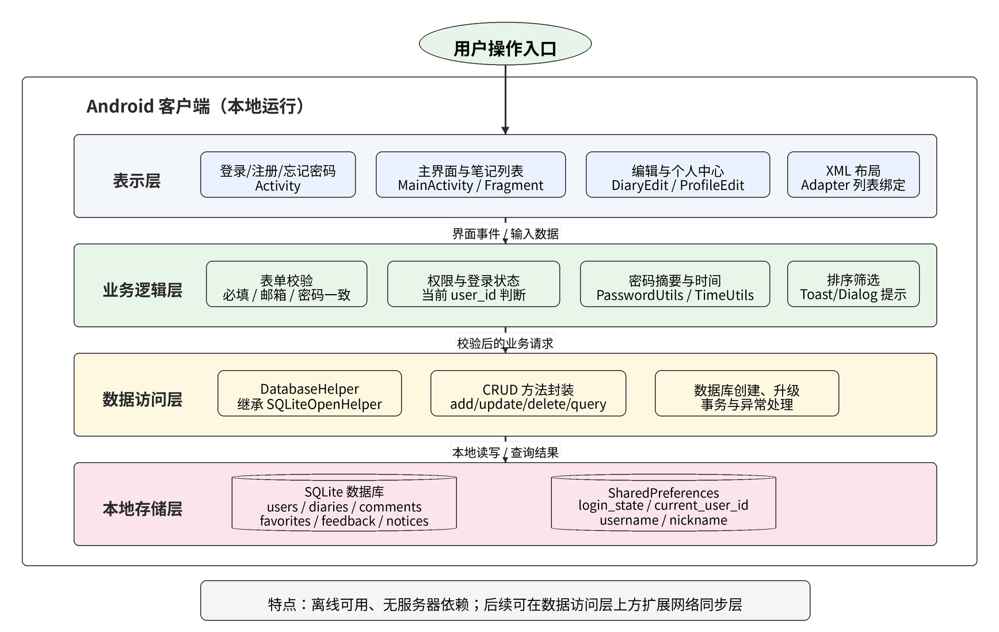 用户操作入口
Android 客户端（本地运行）
表示层
登录/注册/忘记密码
Activity
主界面与笔记列表
MainActivity / Fragment
编辑与个人中心
DiaryEdit / ProfileEdit
XML 布局
Adapter 列表绑定
界面事件 / 输入数据
业务逻辑层
表单校验
必填 / 邮箱 / 密码一致
权限与登录状态
当前 user_id 判断
密码摘要与时间
PasswordUtils / TimeUtils
排序筛选
Toast/Dialog 提示
校验后的业务请求
数据访问层
DatabaseHelper
继承 SQLiteOpenHelper
CRUD 方法封装
add/update/delete/query
数据库创建、升级
事务与异常处理
本地读写 / 查询结果
本地存储层
SQLite 数据库
users / diaries / comments
favorites / feedback / notices
SharedPreferences
login_state / current_user_id
username / nickname
特点：离线可用、无服务器依赖；后续可在数据访问层上方扩展网络同步层